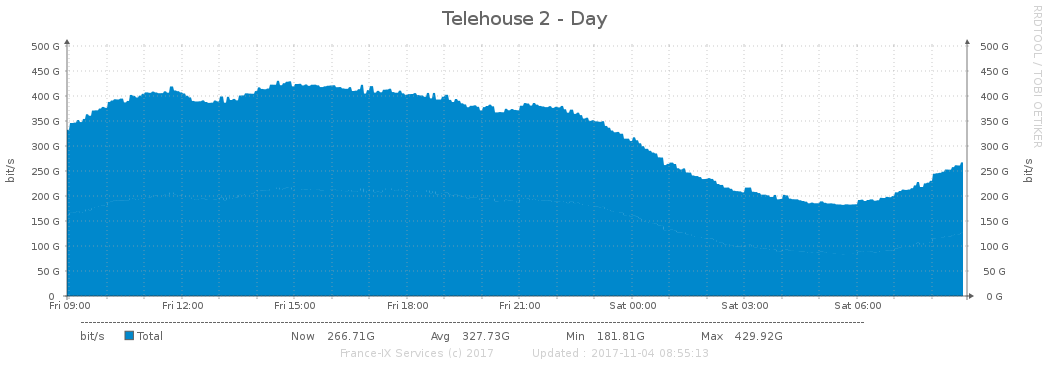 Telehouse 2 - Day
RRDTOOL / TOBI OETIKER
bit/s
bit/s
500 G 500 G
450 G 450 G
400 G 400 G
350 G 350 G
300 G 300 G
250 G 250 G
200 G 200 G
150 G 150 G
100 G 100 G
50 G 50 G
0 0 G
Fri 09:00 Fri 12:00 Fri 15:00 Fri 18:00 Fri 21:00 Sat 00:00 Sat 03:00 Sat 06:00
bit/s Total Now 266.71G Avg 327.73G Min 181.81G Max 429.92G
France-IX Services (c) 2017 Updated : 2017-11-04 08:55:13